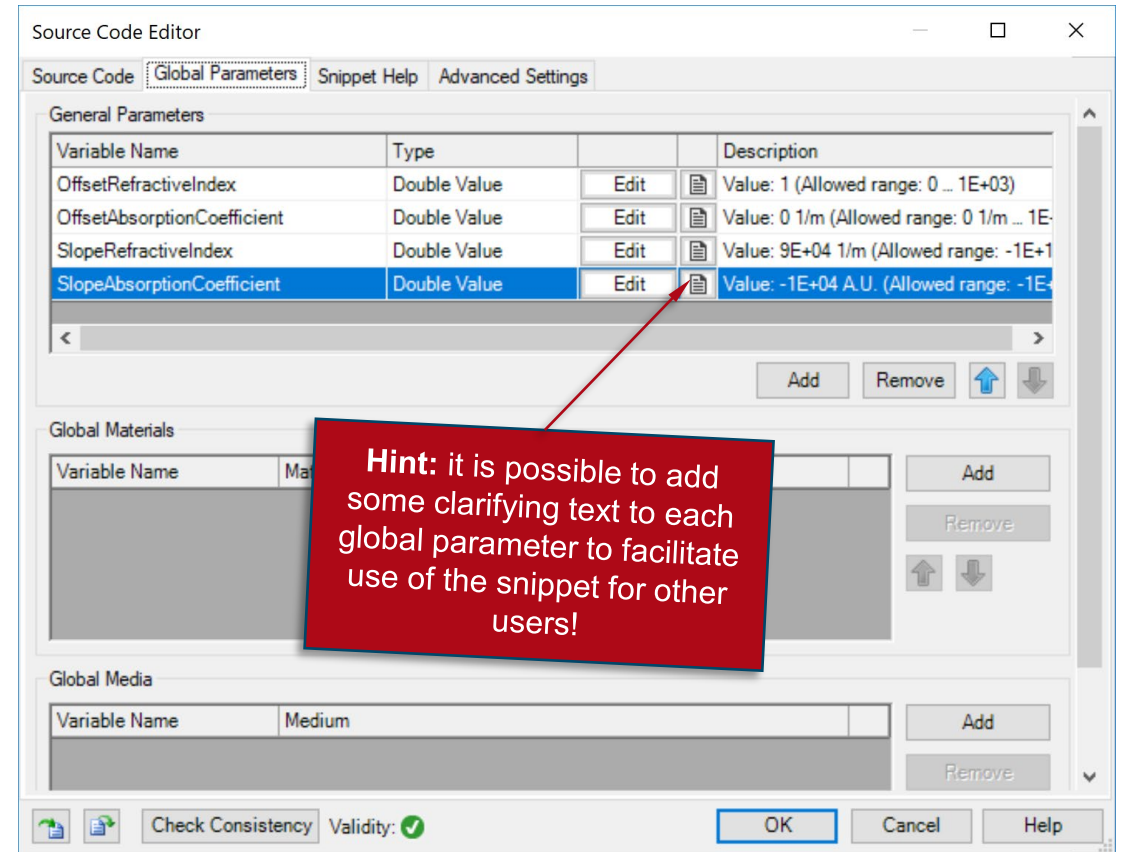 Source Code Editor
Source Code Global Parameters Snippet Help Advanced Settings
General Parameters
Variable Name Type Description
OffsetRefractiveIndex Double Value Edit Value: 1 (Allowed range: 0 ... 1E+03)
OffsetAbsorptionCoefficient Double Value Edit Value: 0 1/m (Allowed range: 0 1/m ... 1E-
SlopeRefractiveIndex Double Value Edit Value: 9E+04 1/m (Allowed range: -1E+1
SlopeAbsorptionCoefficient Double Value Edit Value: -1E+04 A.U. (Allowed range: -1E+
Add Remove
Global Materials
Variable Name Add
Remove
Hint: it is possible to add
some clarifying text to each
global parameter to facilitate
use of the snippet for other
users!
Global Media
Variable Name Medium Add
Remove
Check Consistency Validity: OK Cancel Help